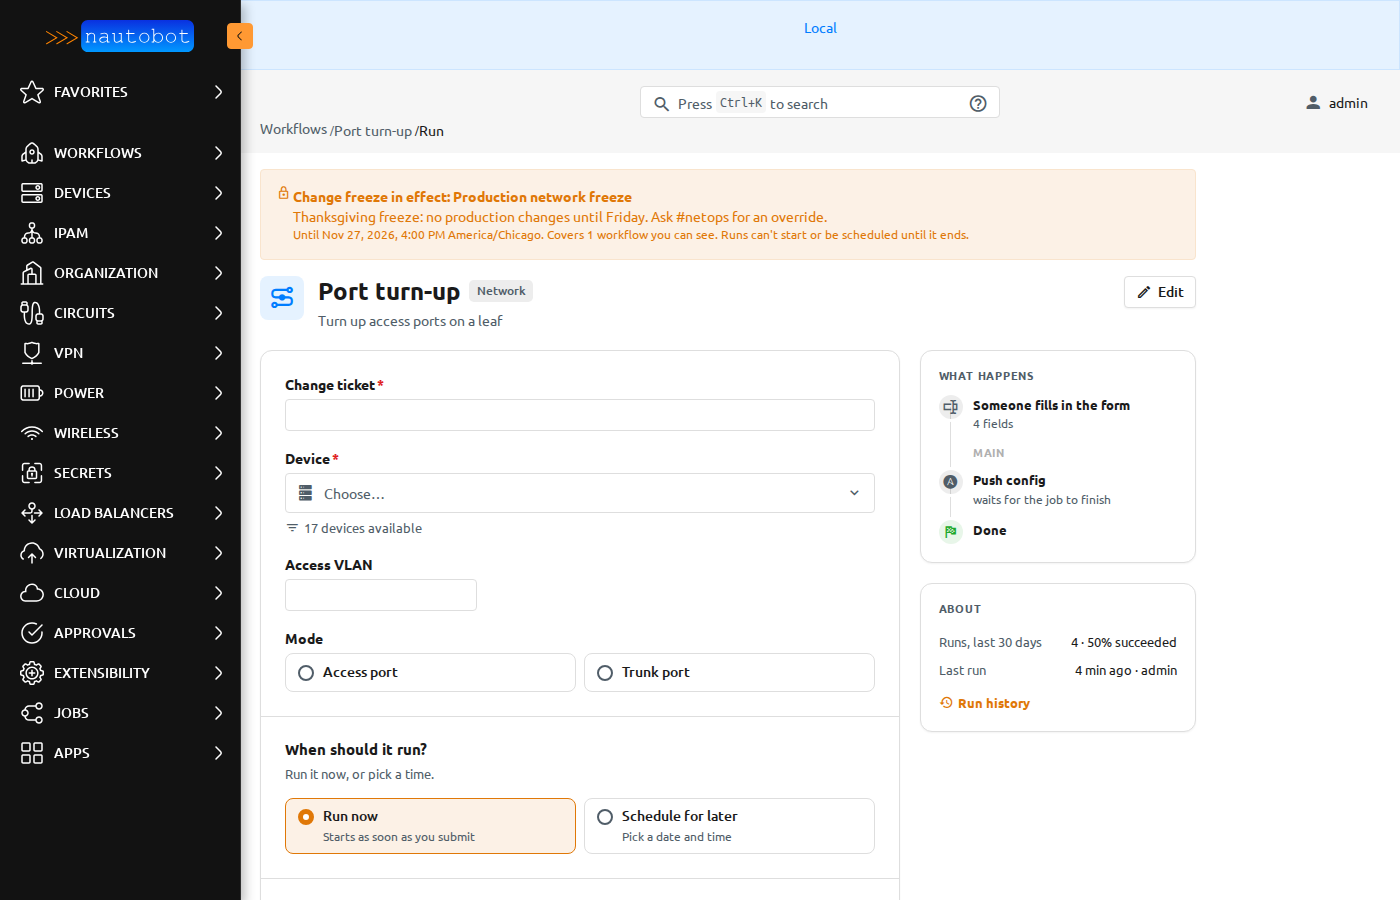 >>> nautobot
Local
FAVORITES
WORKFLOWS
DEVICES
IPAM
ORGANIZATION
CIRCUITS
VPN
POWER
WIRELESS
SECRETS
LOAD BALANCERS
VIRTUALIZATION
CLOUD
APPROVALS
EXTENSIBILITY
JOBS
APPS
Press Ctrl+K to search
admin
Workflows / Port turn-up / Run
Change freeze in effect: Production network freeze
Thanksgiving freeze: no production changes until Friday. Ask #netops for an override.
Until Nov 27, 2026, 4:00 PM America/Chicago. Covers 1 workflow you can see. Runs can't start or be scheduled until it ends.
Port turn-up Network
Turn up access ports on a leaf
Edit
Change ticket *
Device *
Choose...
17 devices available
Access VLAN
Mode
Access port
Trunk port
When should it run?
Run it now, or pick a time.
Run now
Starts as soon as you submit
Schedule for later
Pick a date and time
WHAT HAPPENS
Someone fills in the form
4 fields
MAIN
A
Push config
waits for the job to finish
Done
ABOUT
Runs, last 30 days 4 · 50% succeeded
Last run 4 min ago · admin
Run history